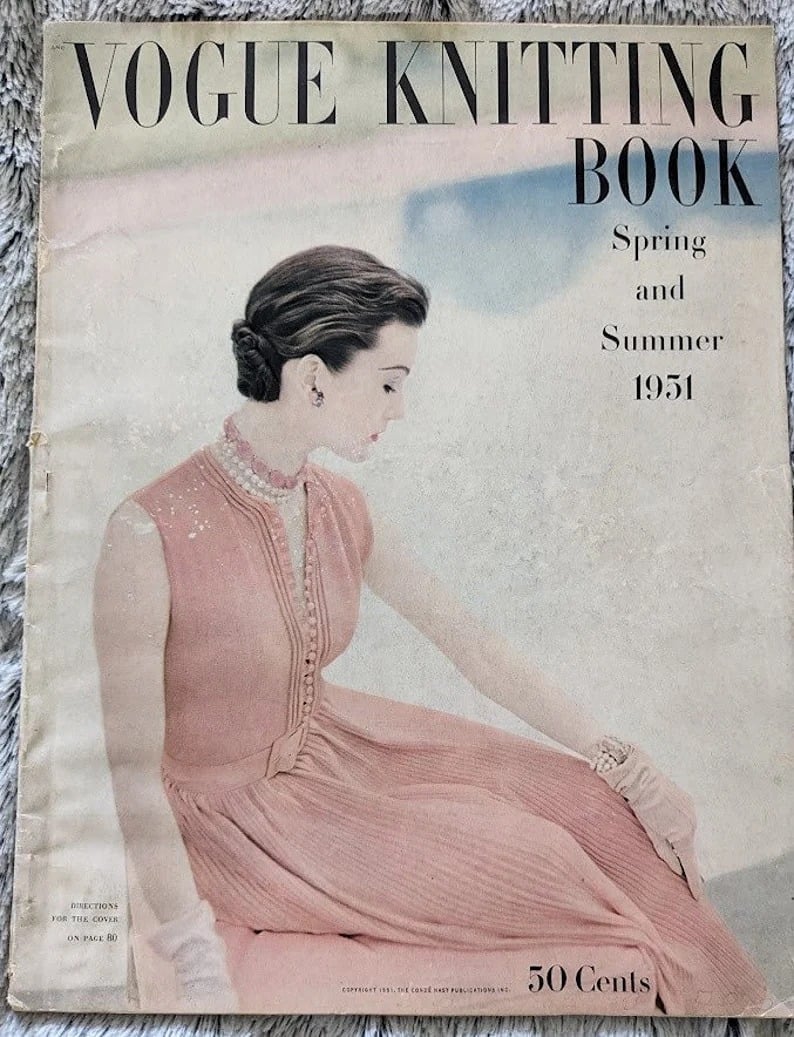 VOGUE KNITTING
BOOK
Spring
and
Summer
1951
DIRECTIONS
FOR THE COVER
ON PAGE 80
COPYRIGHT 1951, THE CONDÉ NAST PUBLICATIONS INC.
50 Cents